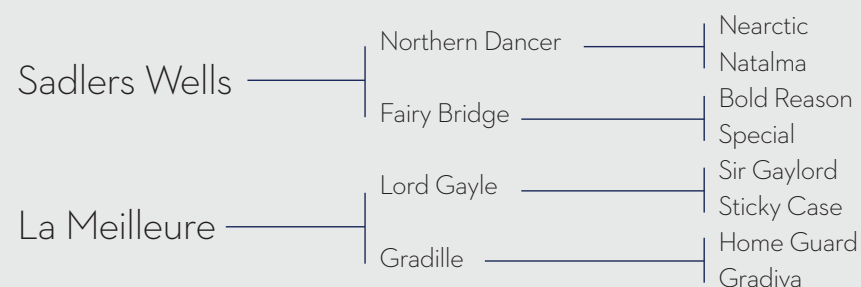 Nearctic
Northern Dancer
Natalma
Sadlers Wells
Bold Reason
Fairy Bridge
Special
Sir Gaylord
Lord Gayle
Sticky Case
La Meilleure
Home Guard
Gradille
Gradiva